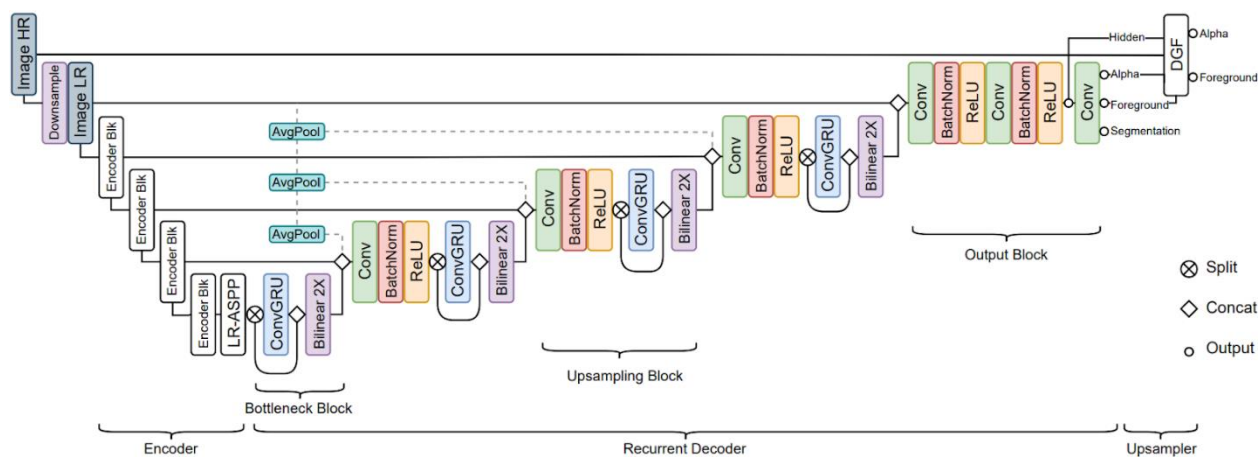 Image HR
Downsample
Image LR
Encoder Blk
Encoder Blk
Encoder Blk
Encoder Blk
LR-ASPP
ConvGRU
Bilinear 2X
Bottleneck Block
Encoder
AvgPool
AvgPool
AvgPool
Conv
BatchNorm
ReLU
ConvGRU
Bilinear 2X
Conv
BatchNorm
ReLU
ConvGRU
Bilinear 2X
Upsampling Block
Conv
BatchNorm
ReLU
ConvGRU
Bilinear 2X
Conv
BatchNorm
ReLU
Conv
BatchNorm
ReLU
Conv
Output Block
Recurrent Decoder
Hidden
Alpha
Foreground
Segmentation
DGF
Alpha
Foreground
Upsampler
Split
Concat
Output